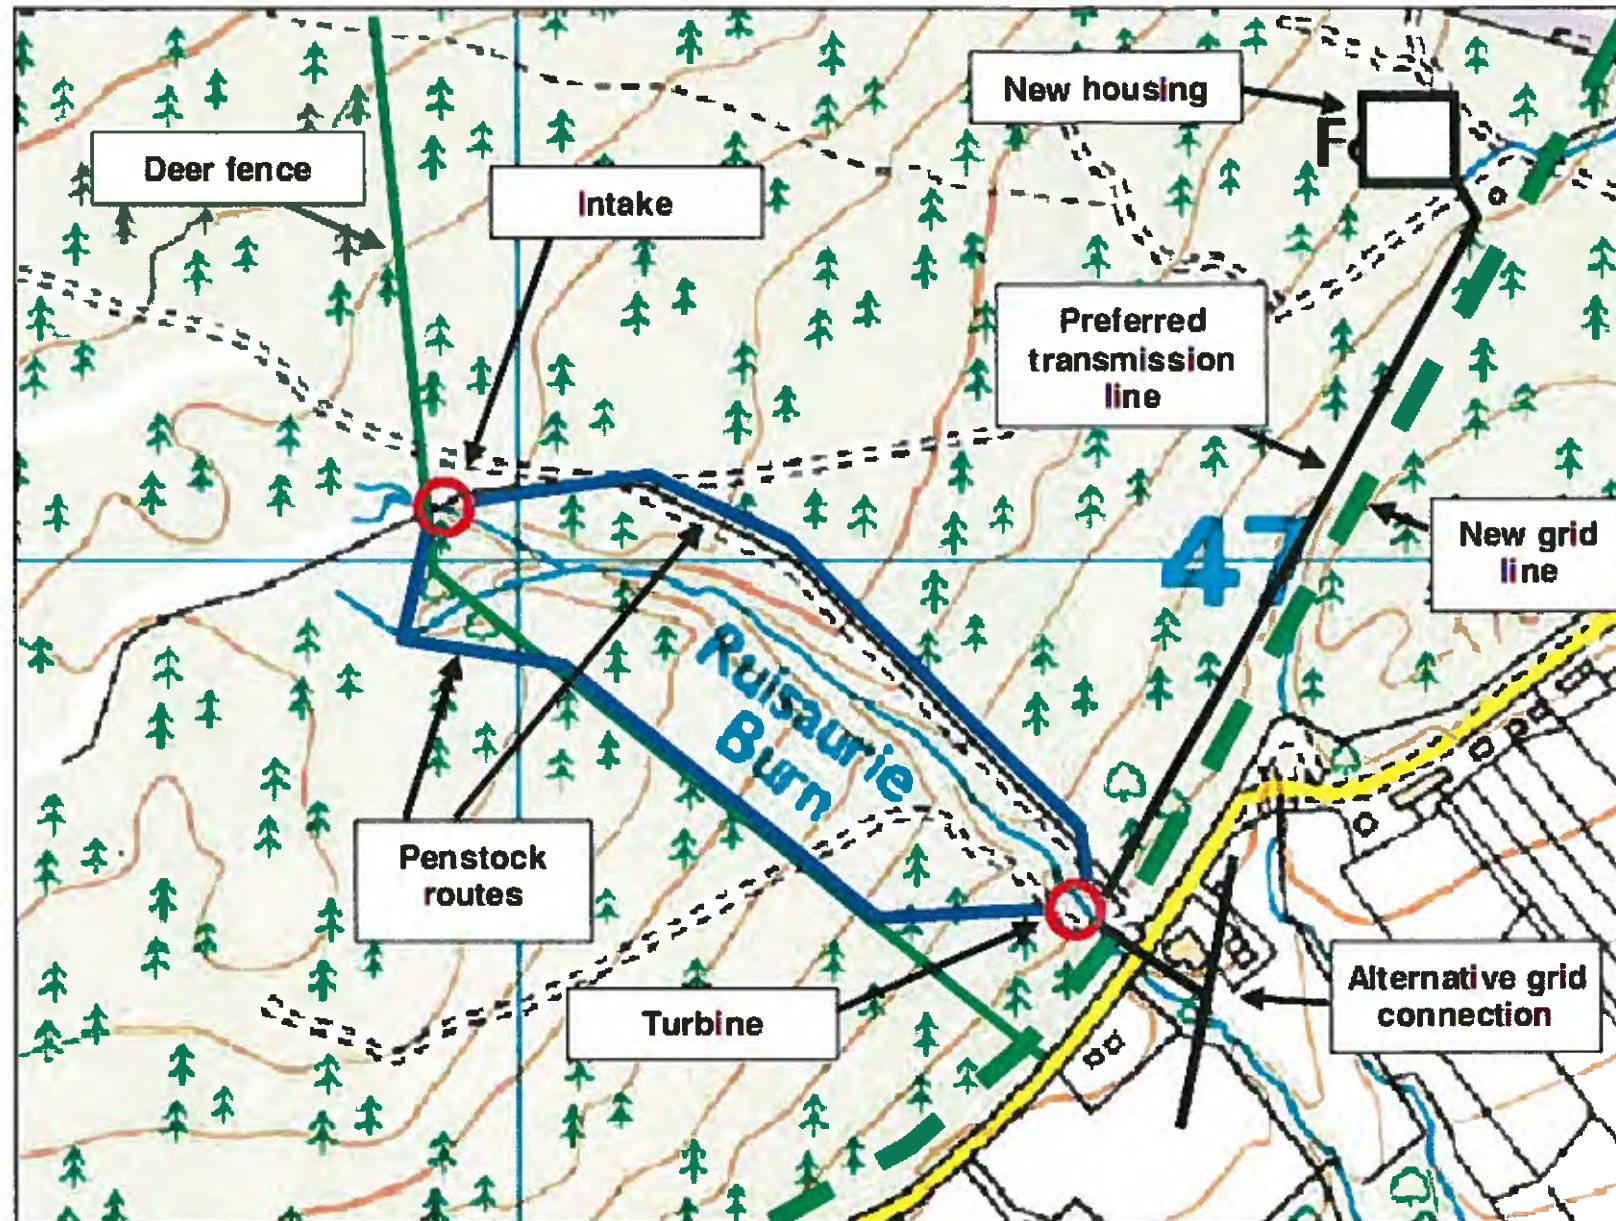 New housing
F
Deer fence
Intake
Preferred
transmission
line
New grid
line
47
Ruisaurie
Burn
Penstock
routes
Turbine
Alternative grid
connection